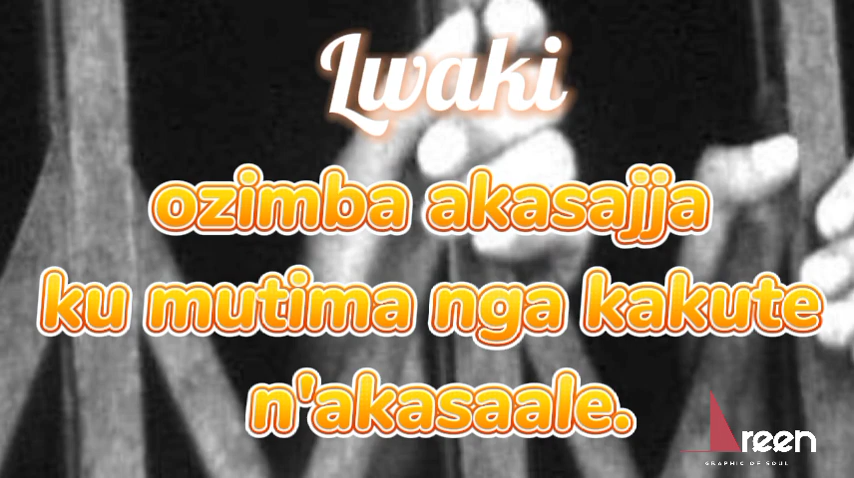 Lwaki
ozimba akasajja
ku mutima nga kakute
n'akasaale.
Areen
GRAPHIC OF SOUL